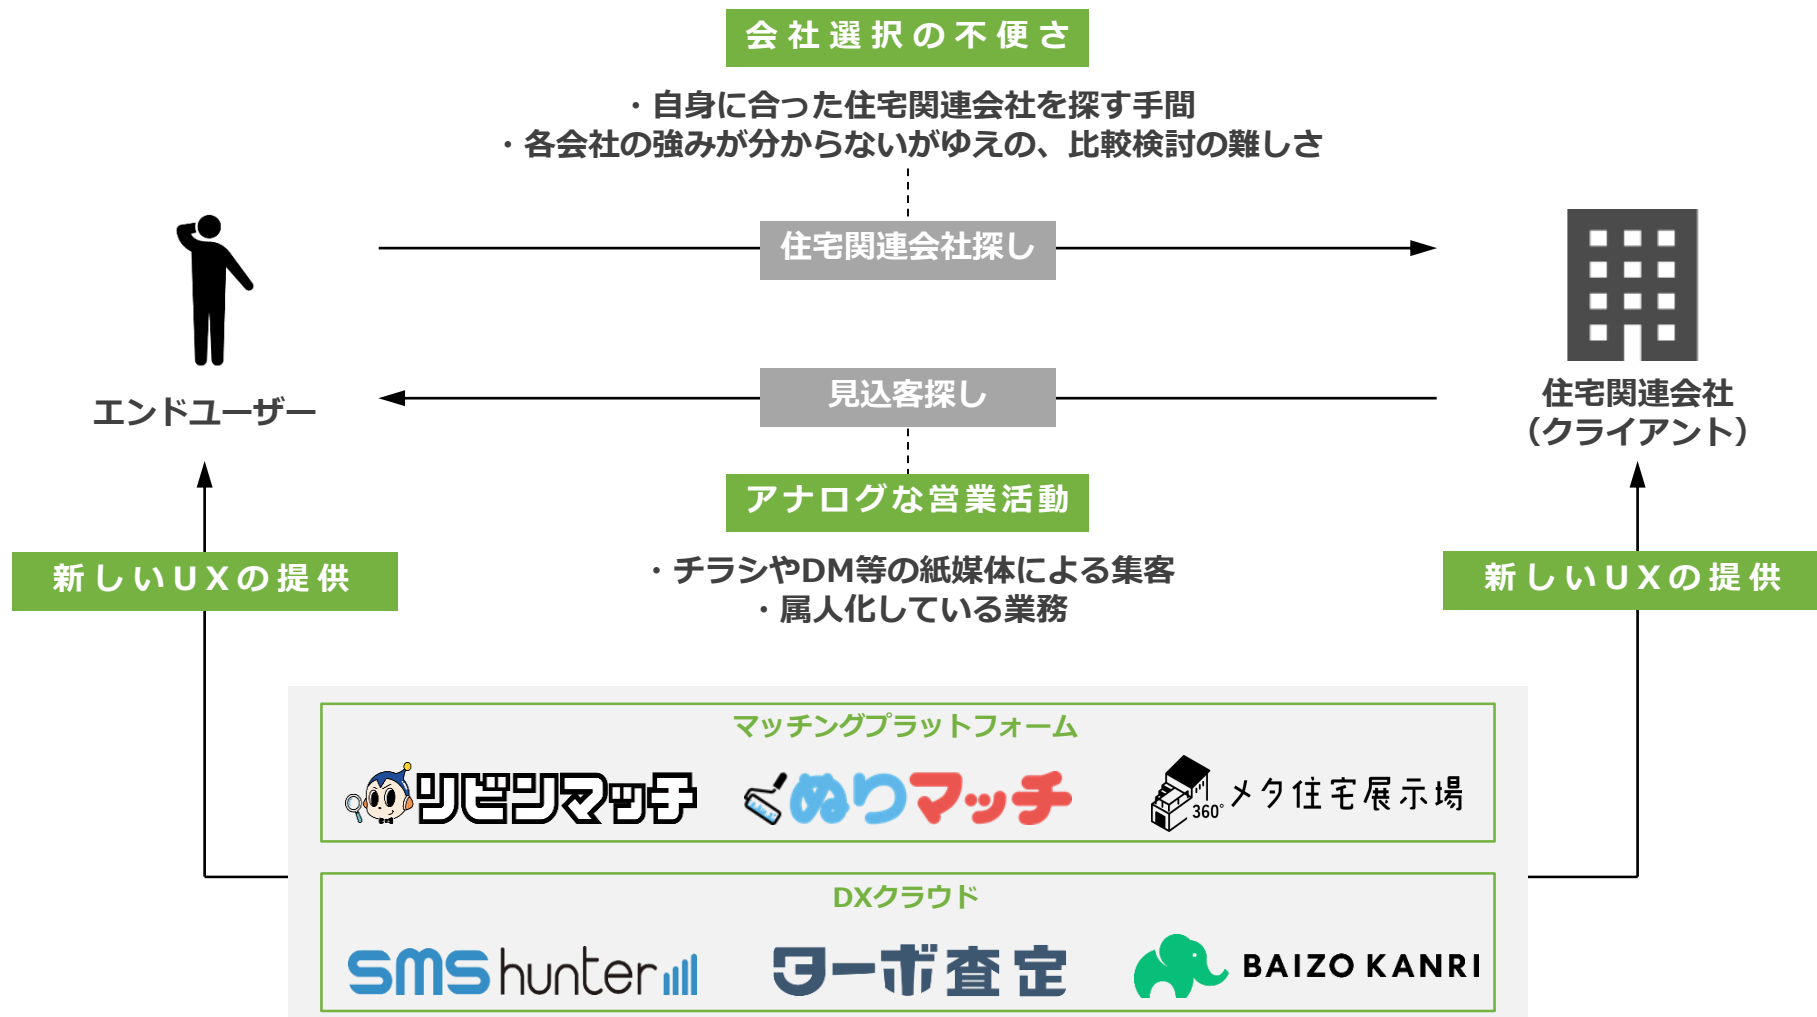 会社選択の不便さ
・自身に合った住宅関連会社を探す手間
・各会社の強みが分からないがゆえの、比較検討の難しさ
住宅関連会社探し
見込客探し
エンドユーザー
住宅関連会社
（クライアント）
アナログな営業活動
・チラシやDM等の紙媒体による集客
・属人化している業務
新しいUXの提供
新しいUXの提供
マッチングプラットフォーム
リビンマッチ
ぬりマッチ
360°
メタ住宅展示場
DXクラウド
SMS hunter
ターボ査定
BAIZO KANRI